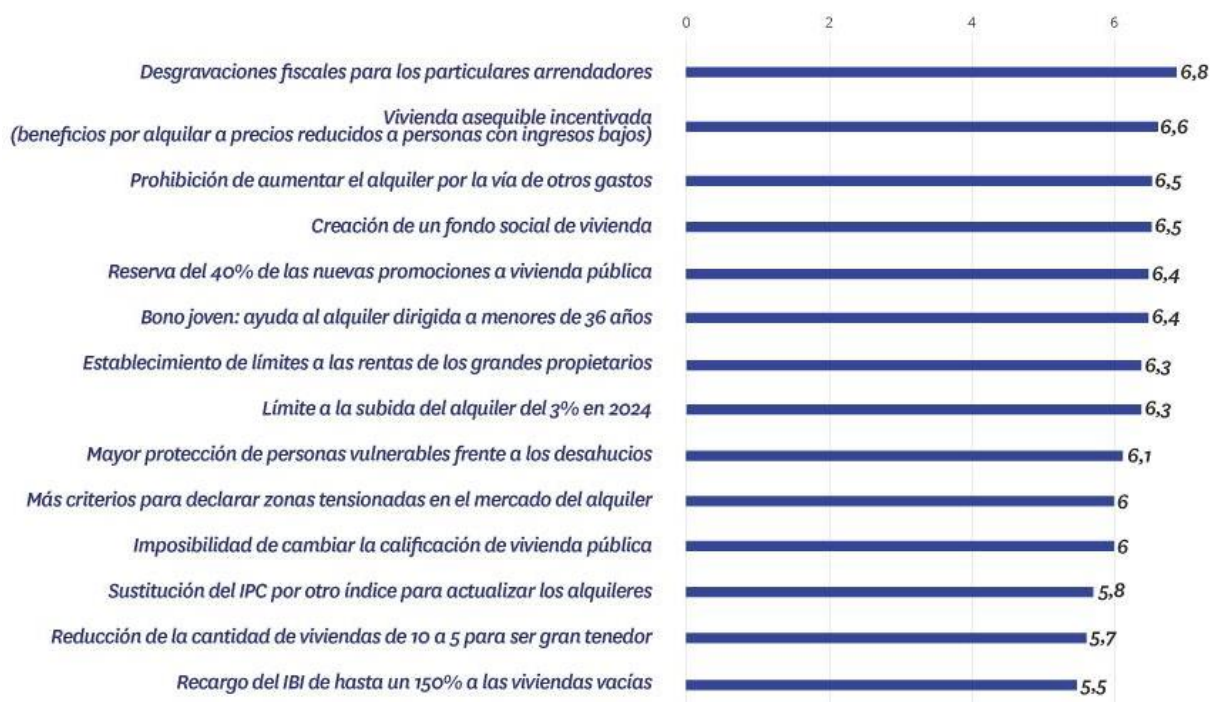 0 2 4 6
Desgravaciones fiscales para los particulares arrendadores 6,8
Vivienda asequible incentivada
(beneficios por alquilar a precios reducidos a personas con ingresos bajos) 6,6
Prohibición de aumentar el alquiler por la vía de otros gastos 6,5
Creación de un fondo social de vivienda 6,5
Reserva del 40% de las nuevas promociones a vivienda pública 6,4
Bono joven: ayuda al alquiler dirigida a menores de 36 años 6,4
Establecimiento de límites a las rentas de los grandes propietarios 6,3
Límite a la subida del alquiler del 3% en 2024 6,3
Mayor protección de personas vulnerables frente a los desahucios 6,1
Más criterios para declarar zonas tensionadas en el mercado del alquiler 6
Imposibilidad de cambiar la calificación de vivienda pública 6
Sustitución del IPC por otro índice para actualizar los alquileres 5,8
Reducción de la cantidad de viviendas de 10 a 5 para ser gran tenedor 5,7
Recargo del IBI de hasta un 150% a las viviendas vacías 5,5